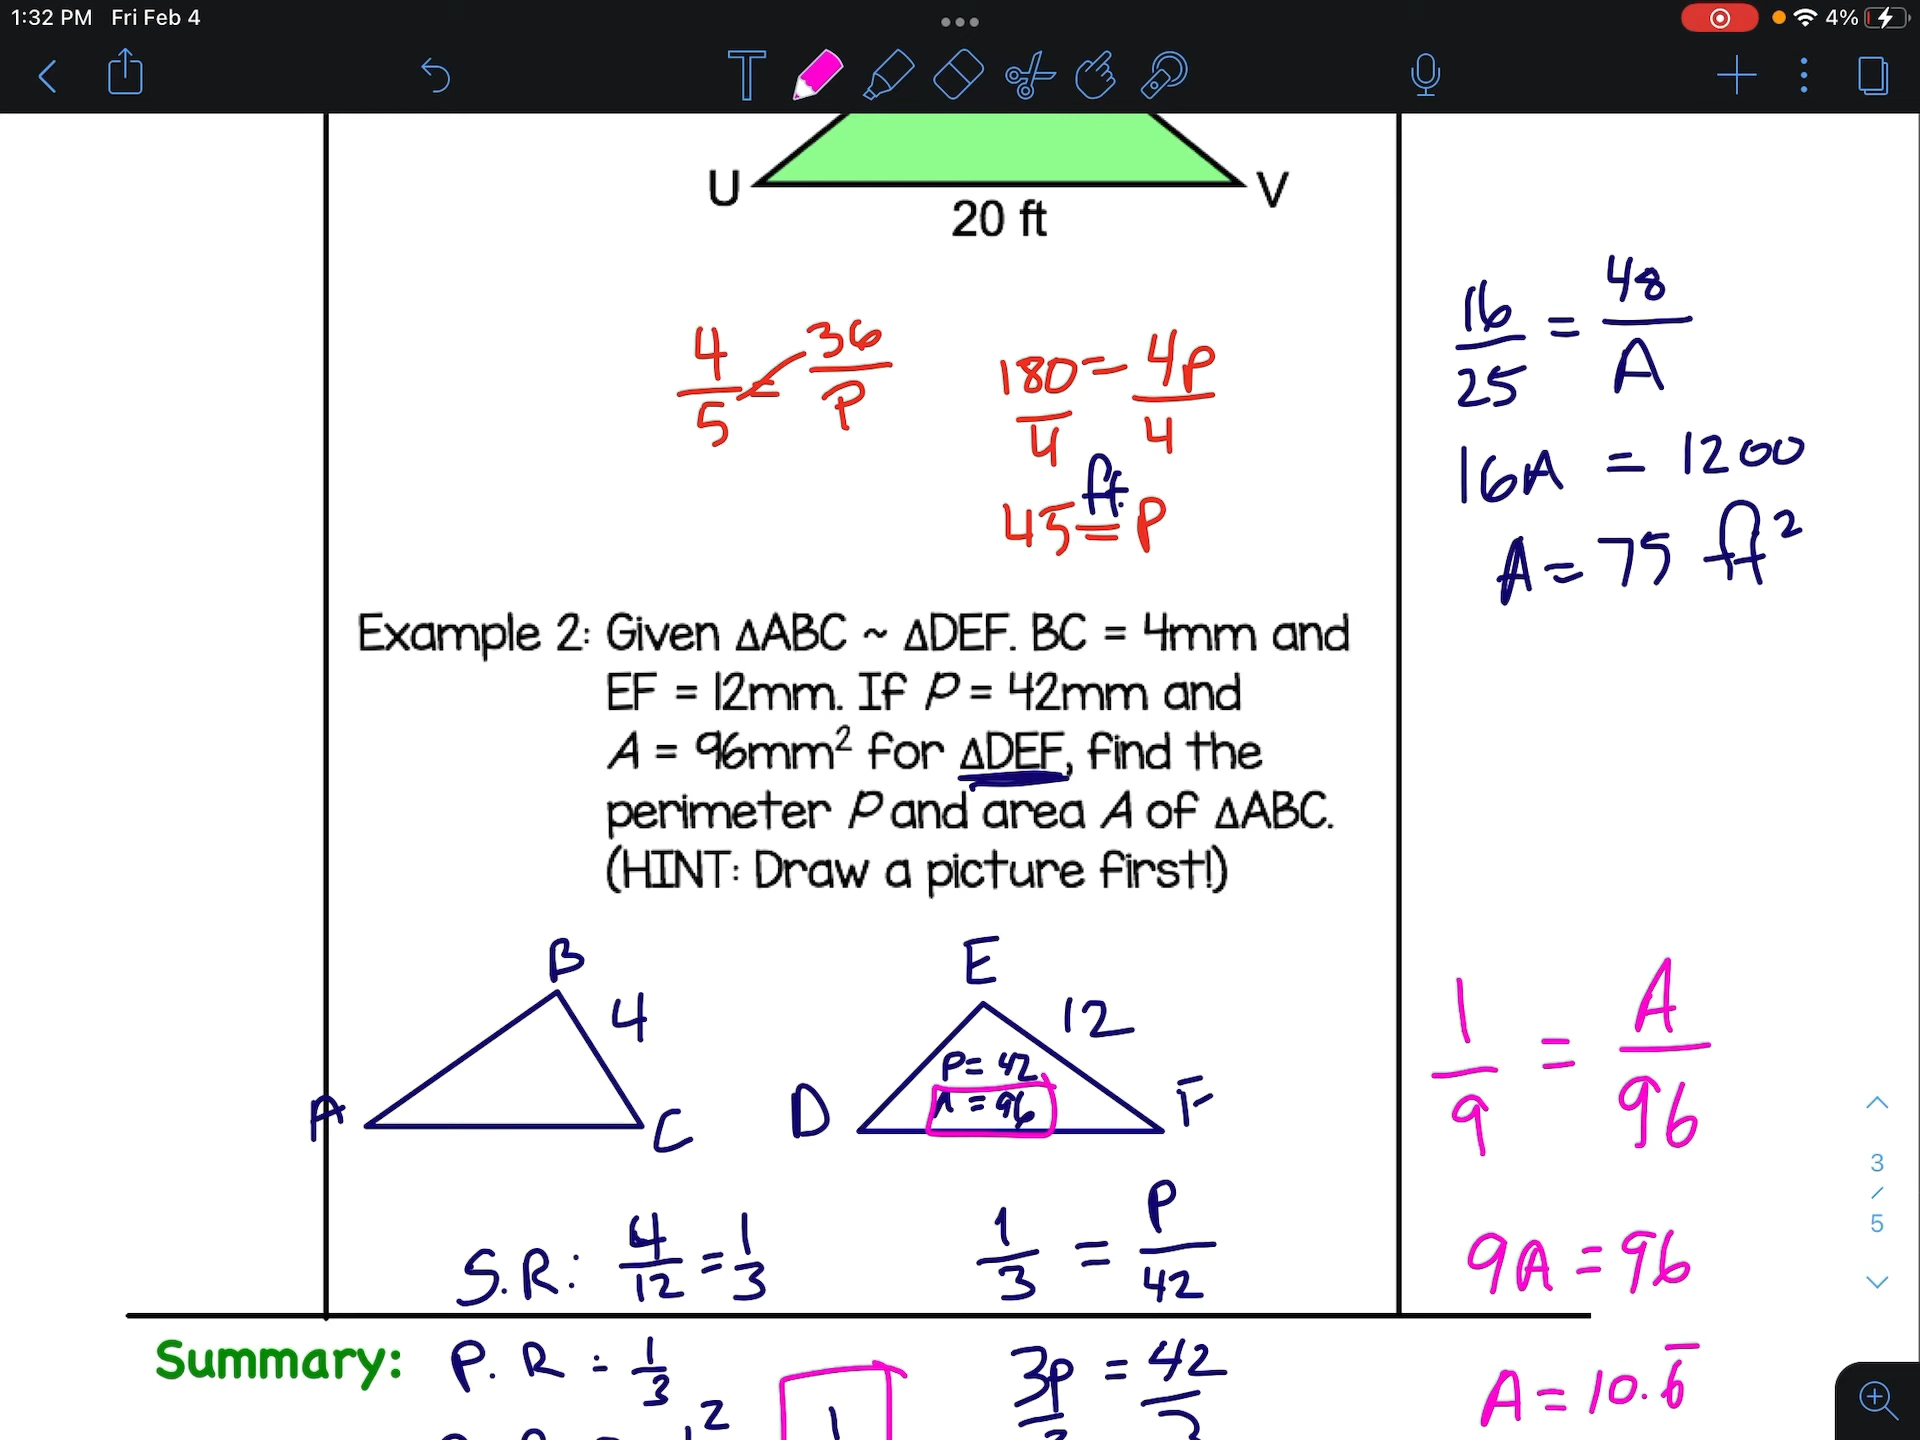 1:32 PM Fri Feb 4
4%
U V
20 ft
4/5 = 36/P
180/4 = 4P/4
ft.
45 = P
16/25 = 48/A
16A = 1200
A = 75 ft²
Example 2: Given ΔABC ~ ΔDEF. BC = 4mm and
EF = 12mm. If P = 42mm and
A = 96mm² for ΔDEF, find the
perimeter P and area A of ΔABC.
(HINT: Draw a picture first!)
B
4
A
C
E
12
P = 42
A = 96
D
F
S.R: 4/12 = 1/3
1/3 = P/42
1/9 = A/96
9A = 96
A = 10.6̅
3
/
5
Summary:
P.R = 1/3
3P = 42
1